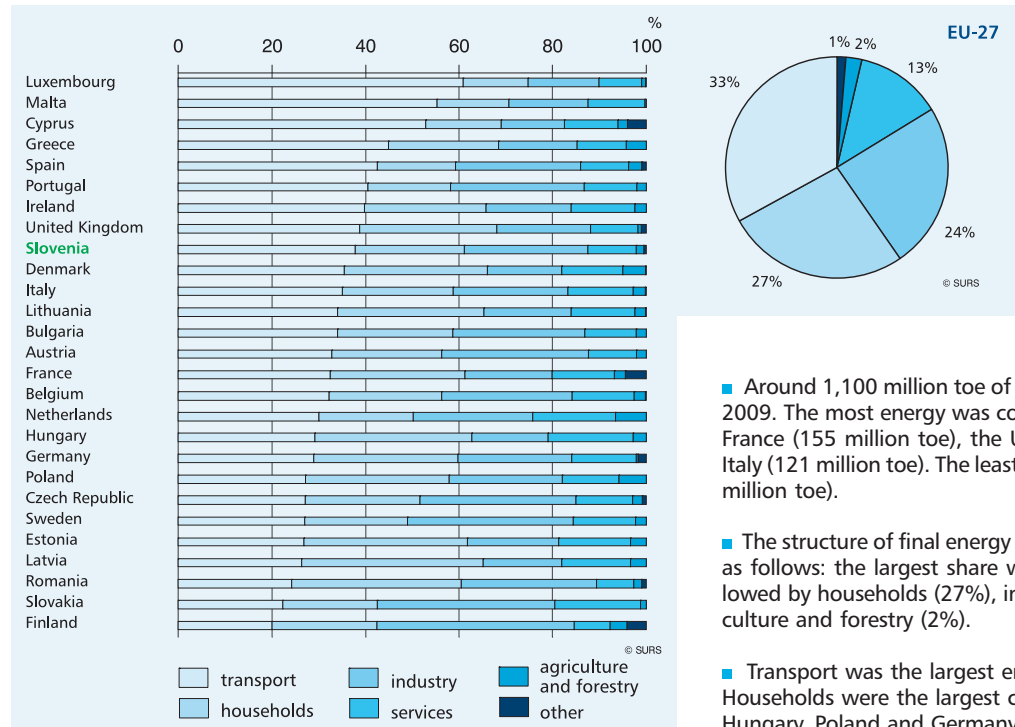 %
0 20 40 60 80 100
Luxembourg
Malta
Cyprus
Greece
Spain
Portugal
Ireland
United Kingdom
Slovenia
Denmark
Italy
Lithuania
Bulgaria
Austria
France
Belgium
Netherlands
Hungary
Germany
Poland
Czech Republic
Sweden
Estonia
Latvia
Romania
Slovakia
Finland
© SURS
transport
households
industry
services
agriculture
and forestry
other
EU-27
1% 2%
13%
33%
24%
27%
© SURS
■ Around 1,100 million toe of
2009. The most energy was co
France (155 million toe), the U
Italy (121 million toe). The least
million toe).
■ The structure of final energy
as follows: the largest share w
lowed by households (27%), in
culture and forestry (2%).
■ Transport was the largest en
Households were the largest c
Hungary, Poland and Germany